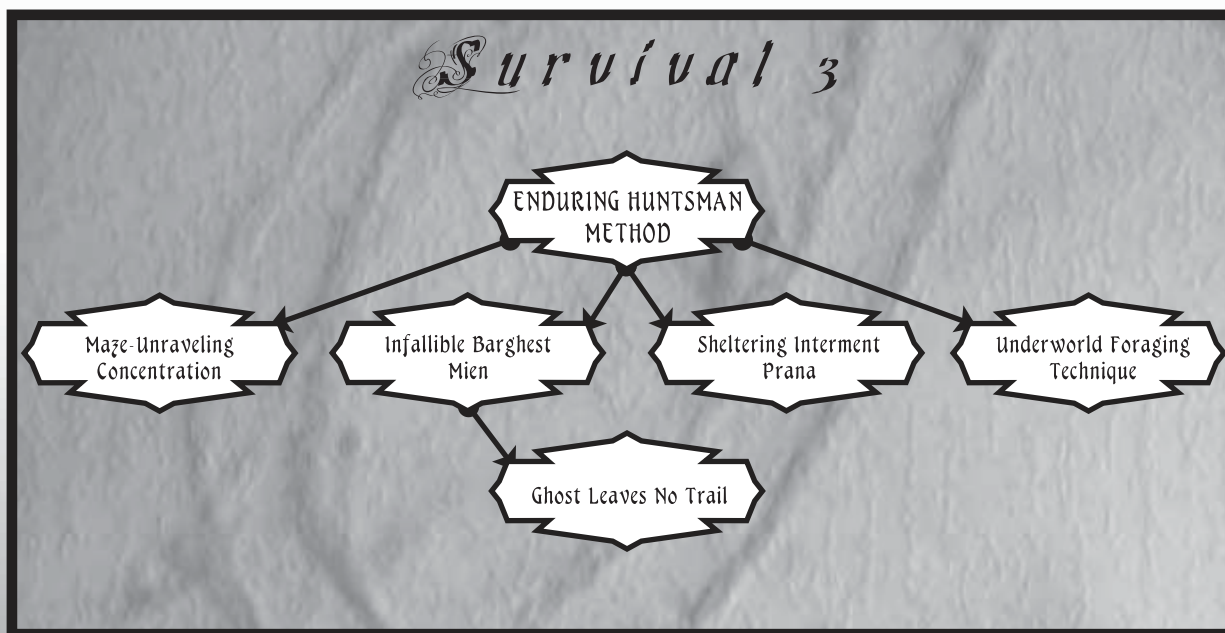 Survival 3
ENDURING HUNTSMAN
METHOD
Maze-Unraveling
Concentration
Infallible Barghest
Mien
Sheltering Interment
Prana
Underworld Foraging
Technique
Ghost Leaves No Trail